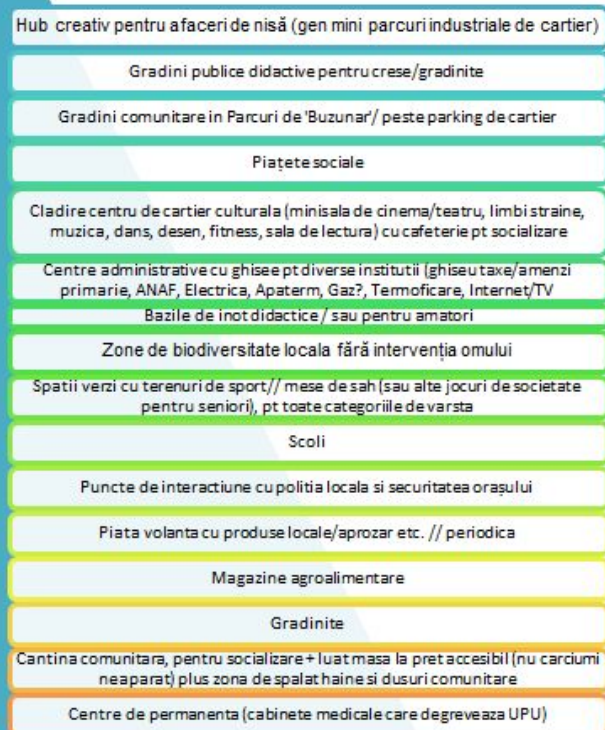 Hub creativ pentru afaceri de nisă (gen mini parcuri industriale de cartier)
Gradini publice didactive pentru crese/gradinite
Gradini comunitare in Parcuri de 'Buzunar'/ peste parking de cartier
Piațete sociale
Cladire centru de cartier culturala (minisala de cinema/teatru, limbi straine,
muzica, dans, desen, fitness, sala de lectura) cu cafeterie pt socializare
Centre administrative cu ghisee pt diverse institutii (ghiseu taxe/amenzi
primarie, ANAF, Electrica, Apaterm, Gaz?, Termoficare, Internet/TV
Bazile de inot didactice / sau pentru amatori
Zone de biodiversitate locala fără intervenția omului
Spatii verzi cu terenuri de sport// mese de sah (sau alte jocuri de societate
pentru seniori), pt toate categoriile de varsta
Scoli
Puncte de interactiune cu politia locala si securitatea orașului
Piata volanta cu produse locale/aprozar etc. // periodica
Magazine agroalimentare
Gradinite
Cantina comunitara, pentru socializare + luat masa la pret accesibil (nu carciumi
neaparat) plus zona de spalat haine si dusuri comunitare
Centre de permanenta (cabinete medicale care degreveaza UPU)